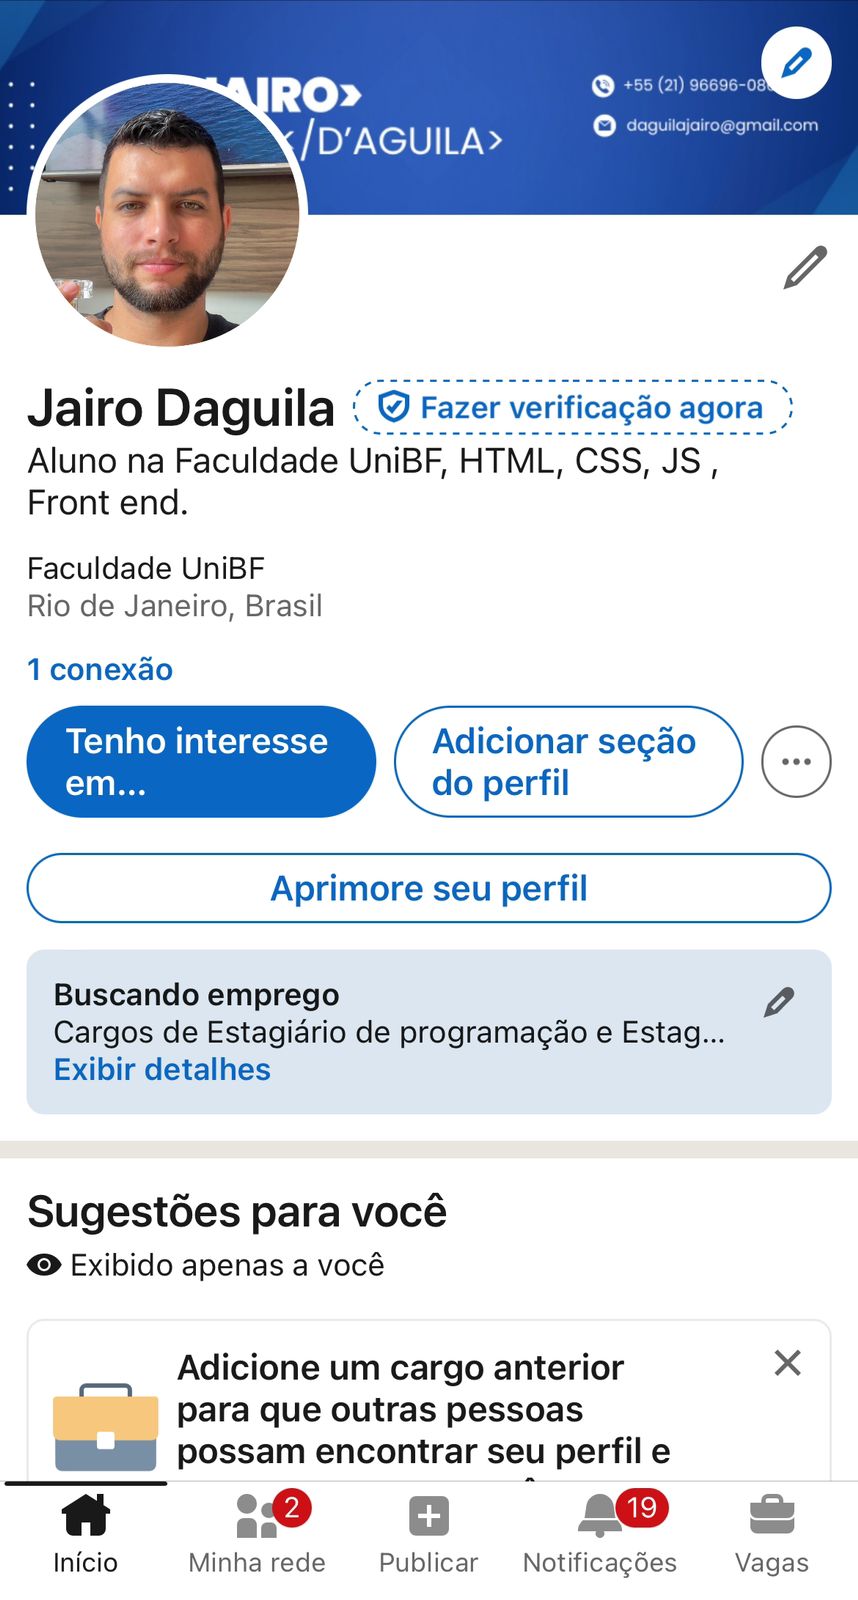 JAIRO>
</D'AGUILA>
+55 (21) 96696-08
daguilajairo@gmail.com
Jairo Daguila
Fazer verificação agora
Aluno na Faculdade UniBF, HTML, CSS, JS ,
Front end.
Faculdade UniBF
Rio de Janeiro, Brasil
1 conexão
Tenho interesse
em...
Adicionar seção
do perfil
Aprimore seu perfil
Buscando emprego
Cargos de Estagiário de programação e Estag...
Exibir detalhes
Sugestões para você
Exibido apenas a você
Adicione um cargo anterior
para que outras pessoas
possam encontrar seu perfil e
2
19
Início
Minha rede
Publicar
Notificações
Vagas